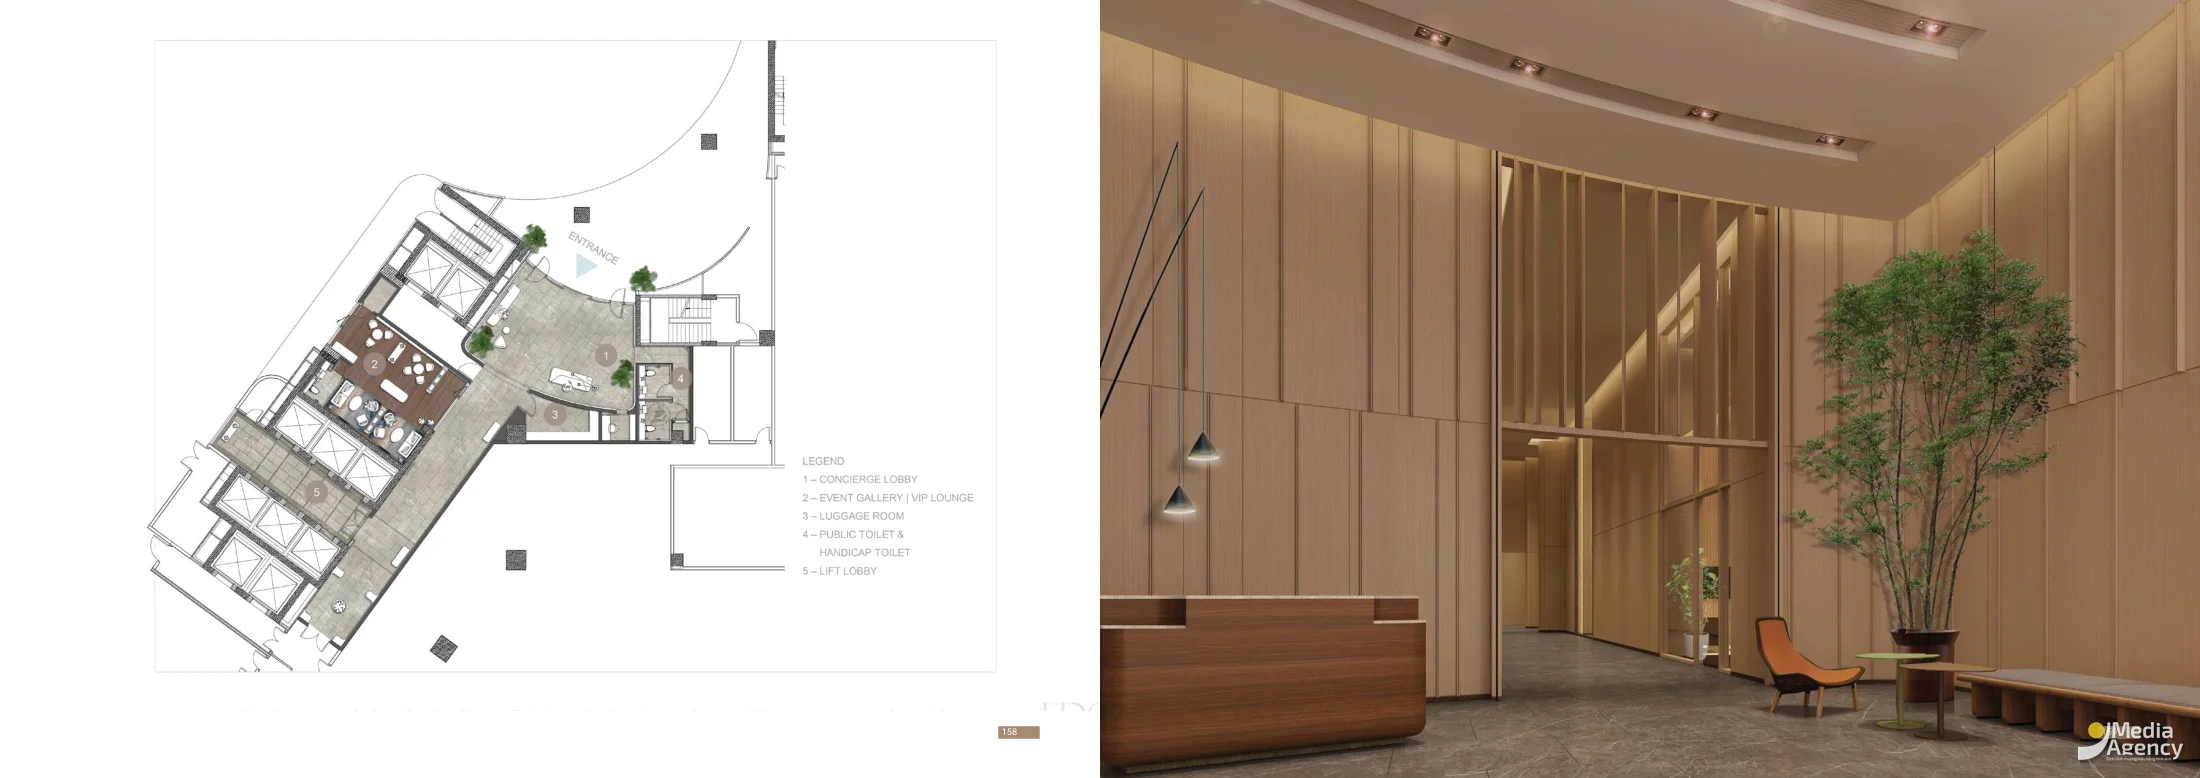 ENTRANCE
1
2
3
4
5
LEGEND
1 – CONCIERGE LOBBY
2 – EVENT GALLERY | VIP LOUNGE
3 – LUGGAGE ROOM
4 – PUBLIC TOILET &
HANDICAP TOILET
5 – LIFT LOBBY
158
Media
Agency